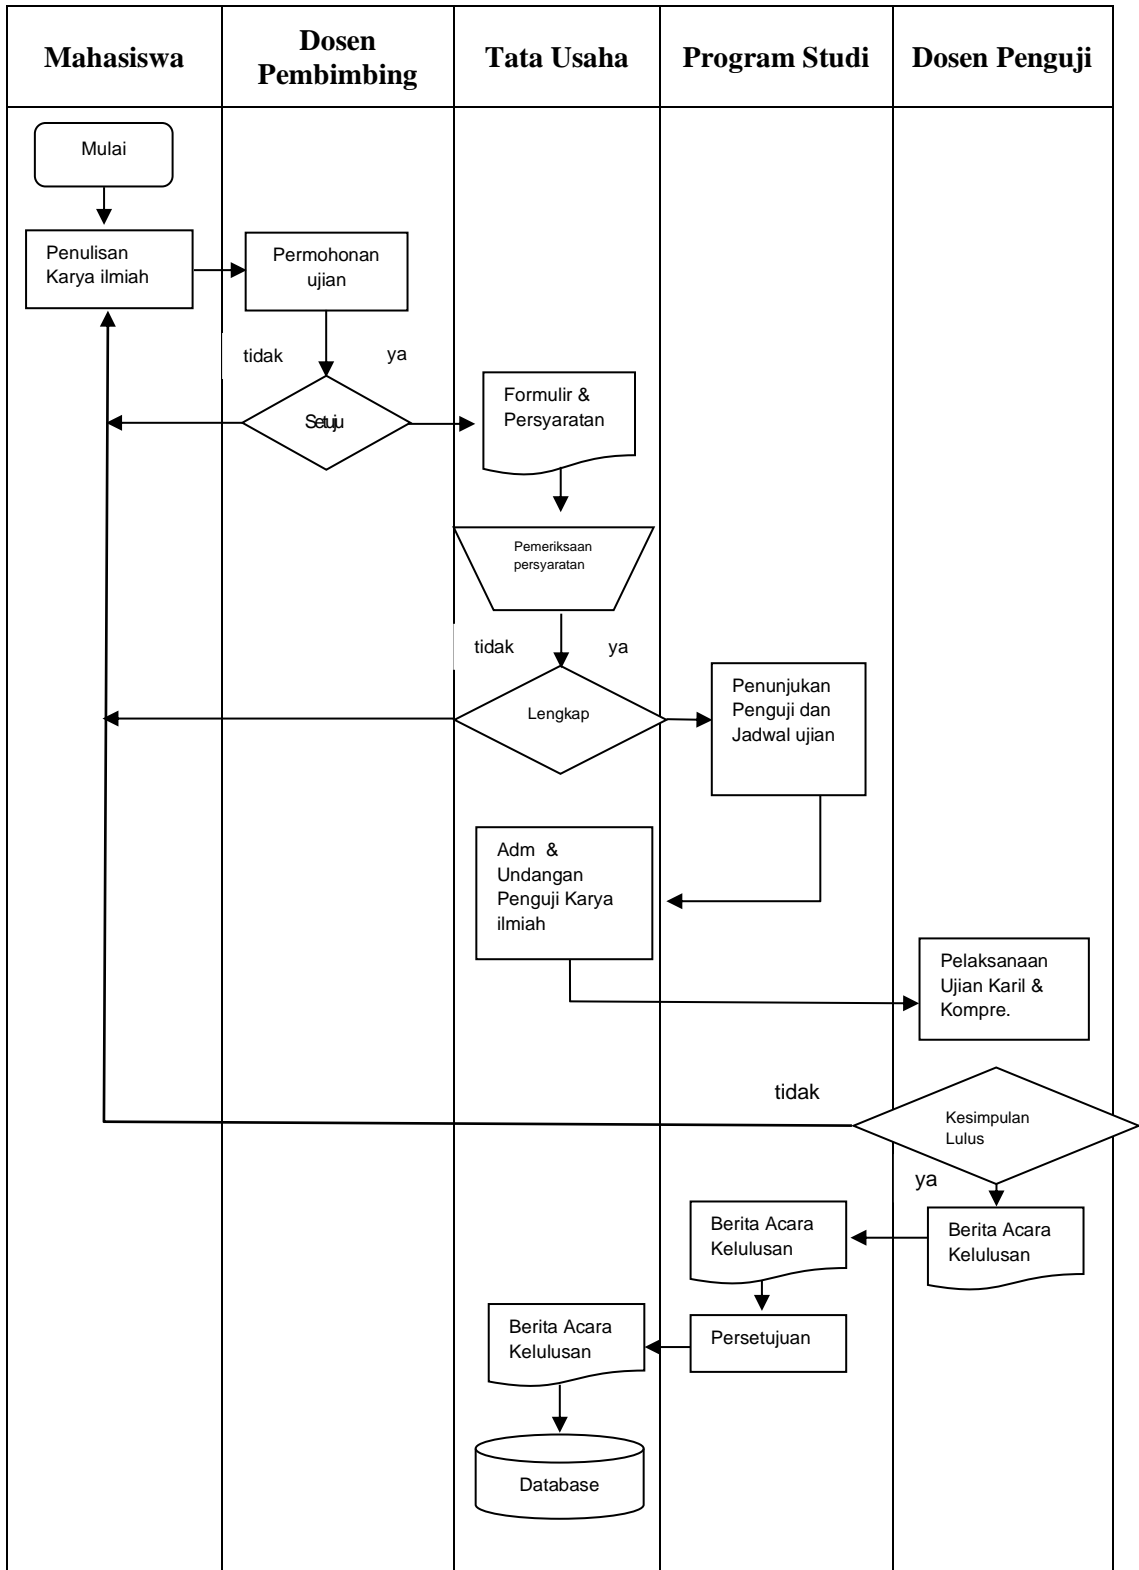 Mahasiswa
Dosen
Pembimbing
Tata Usaha
Program Studi
Dosen Penguji
Mulai
Penulisan
Karya ilmiah
Permohonan
ujian
tidak
ya
Setuju
Formulir &
Persyaratan
Pemeriksaan
persyaratan
tidak
ya
Lengkap
Penunjukan
Penguji dan
Jadwal ujian
Adm &
Undangan
Penguji Karya
ilmiah
Pelaksanaan
Ujian Karil &
Kompre.
tidak
Kesimpulan
Lulus
ya
Berita Acara
Kelulusan
Berita Acara
Kelulusan
Persetujuan
Berita Acara
Kelulusan
Database